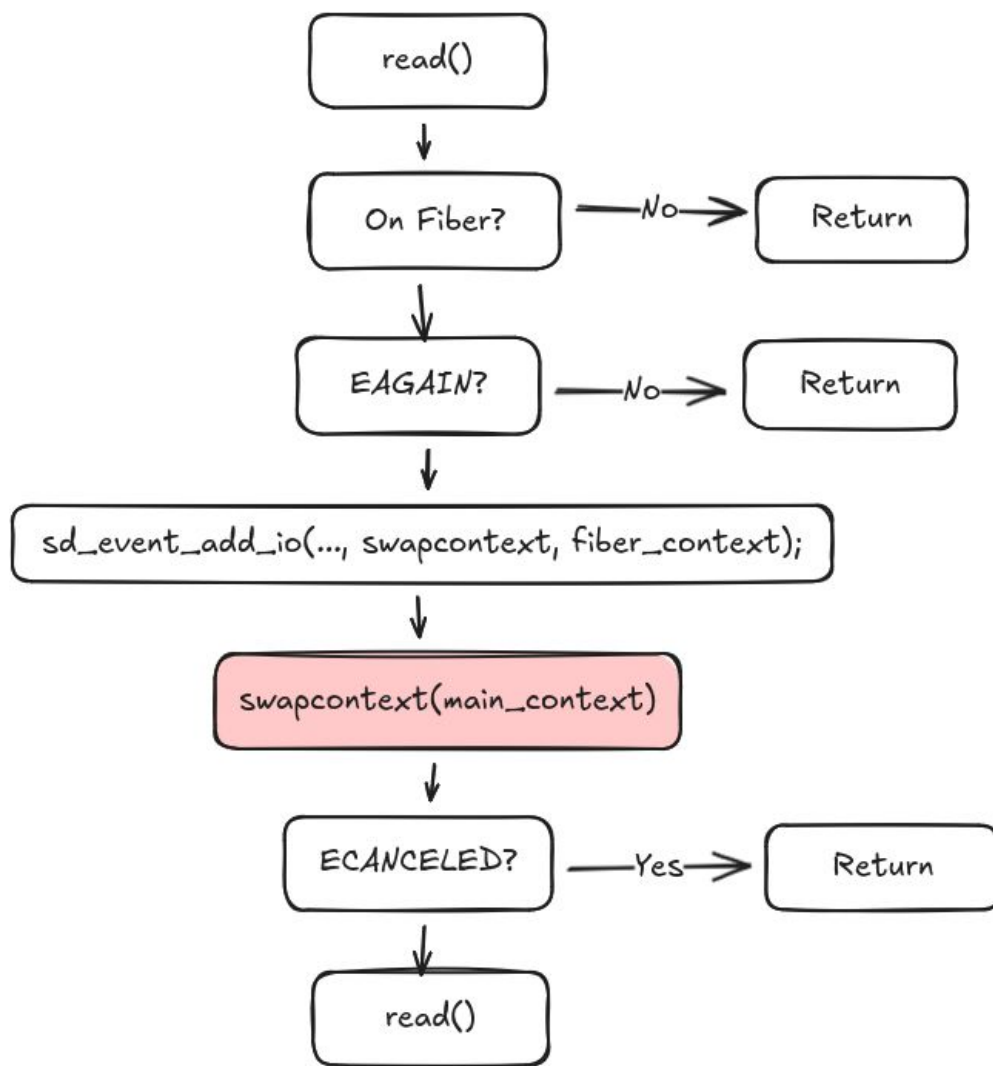 read()
On Fiber?
No
Return
EAGAIN?
No
Return
sd_event_add_io(..., swapcontext, fiber_context);
swapcontext(main_context)
ECANCELED?
Yes
Return
read()